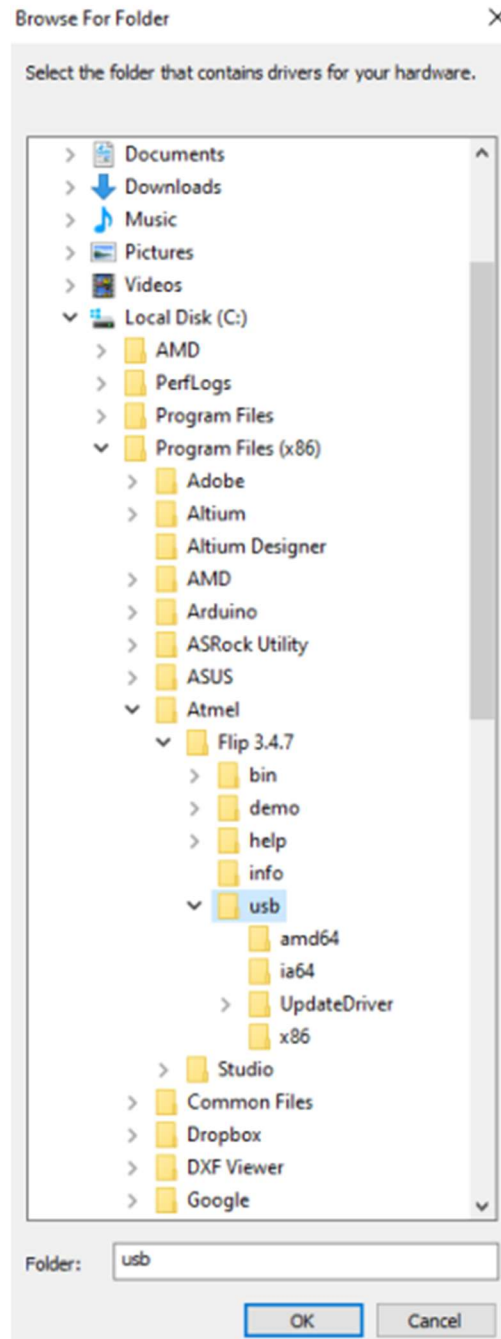 Browse For Folder
Select the folder that contains drivers for your hardware.
Documents
Downloads
Music
Pictures
Videos
Local Disk (C:)
AMD
PerfLogs
Program Files
Program Files (x86)
Adobe
Altium
Altium Designer
AMD
Arduino
ASRock Utility
ASUS
Atmel
Flip 3.4.7
bin
demo
help
info
usb
amd64
ia64
UpdateDriver
x86
Studio
Common Files
Dropbox
DXF Viewer
Google
Folder: usb
OK Cancel